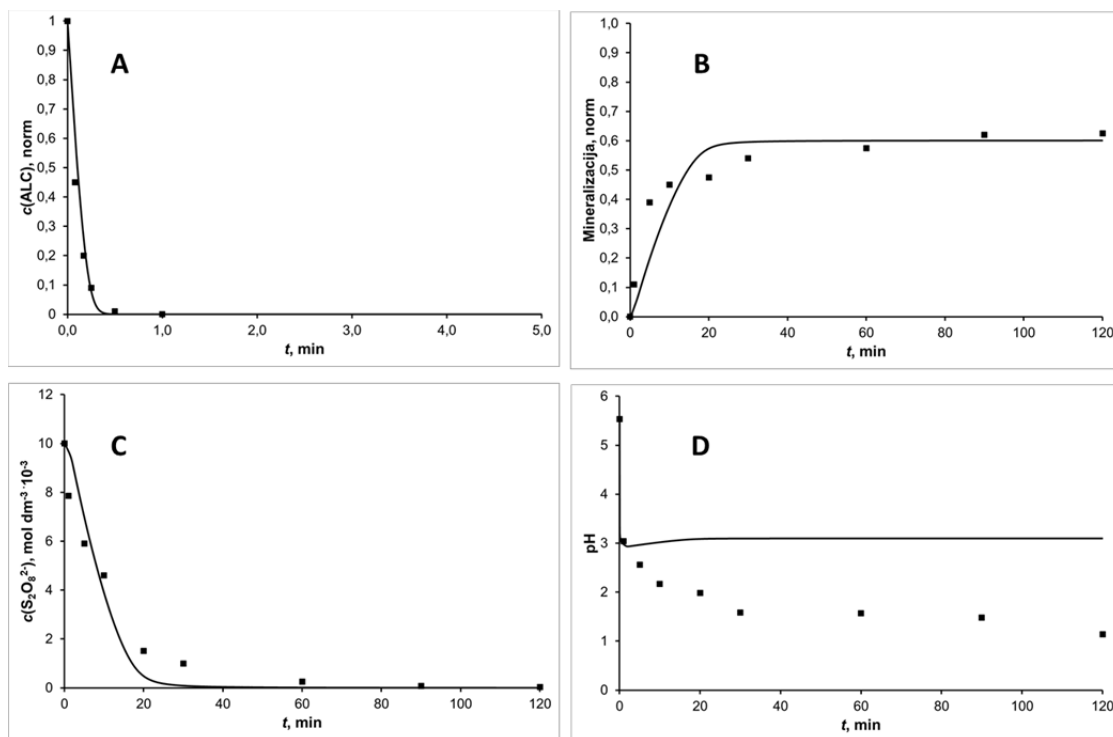 A
c(ALC), norm
1
0,9
0,8
0,7
0,6
0,5
0,4
0,3
0,2
0,1
0
0,0 1,0 2,0 3,0 4,0 5,0
t, min
B
Mineralizacija, norm
1,0
0,9
0,8
0,7
0,6
0,5
0,4
0,3
0,2
0,1
0,0
0 20 40 60 80 100 120
t, min
C
c(S₂O₈²⁻), mol dm⁻³·10⁻³
12
10
8
6
4
2
0
0 20 40 60 80 100 120
t, min
D
pH
6
5
4
3
2
1
0
0 20 40 60 80 100 120
t, min